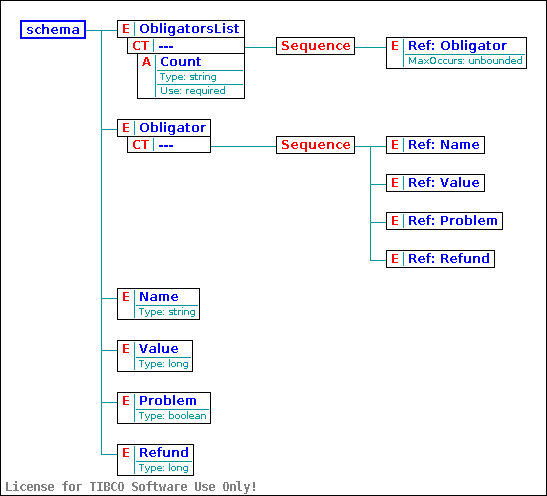 schema
E ObligatorsList
CT ---
A Count
Type: string
Use: required
Sequence
E Ref: Obligator
MaxOccurs: unbounded
E Obligator
CT ---
Sequence
E Ref: Name
E Ref: Value
E Ref: Problem
E Ref: Refund
E Name
Type: string
E Value
Type: long
E Problem
Type: boolean
E Refund
Type: long
License for TIBCO Software Use Only!